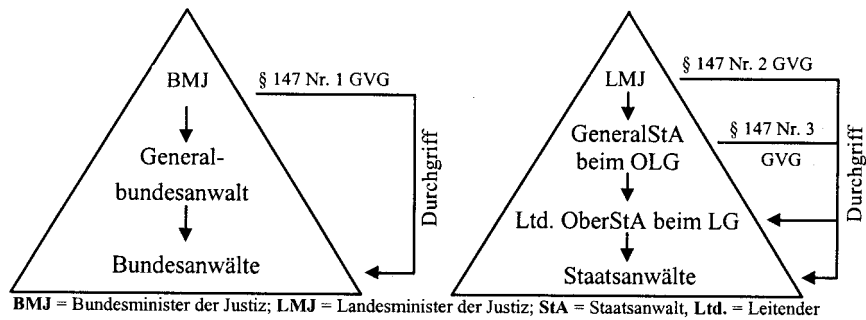 BMJ
§ 147 Nr. 1 GVG
General-
bundesanwalt
Bundesanwälte
Durchgriff
LMJ
§ 147 Nr. 2 GVG
GeneralStA
beim OLG
§ 147 Nr. 3
GVG
Ltd. OberStA beim LG
Staatsanwälte
Durchgriff
BMJ = Bundesminister der Justiz; LMJ = Landesminister der Justiz; StA = Staatsanwalt, Ltd. = Leitender